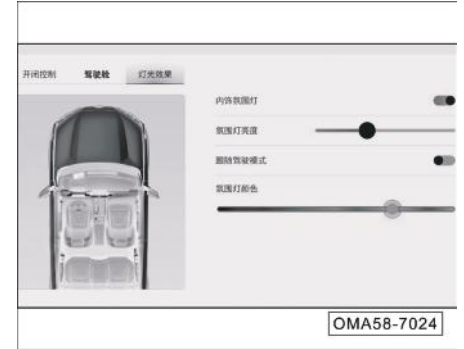 开闭控制 驾驶舱 灯光效果
内饰氛围灯
氛围灯亮度
跟随驾驶模式
氛围灯颜色
OMA58-7024